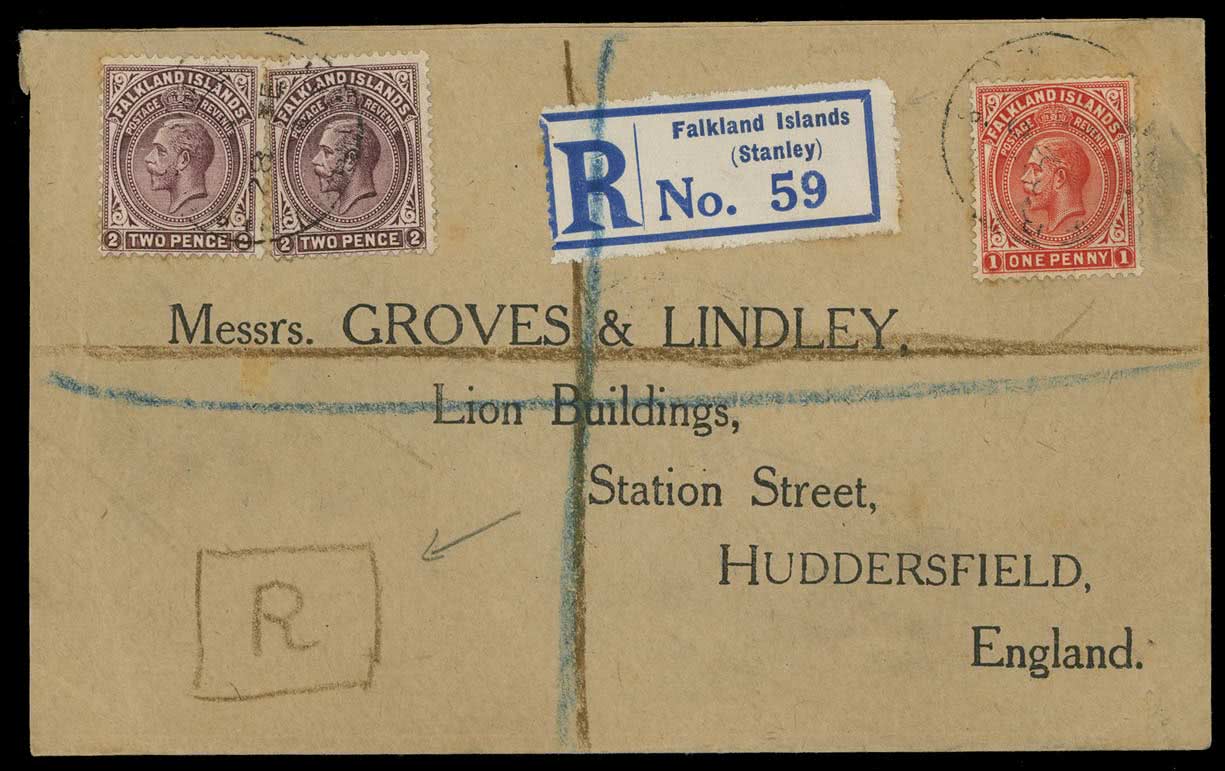 FALKLAND ISLANDS
POSTAGE REVENUE
2 TWO PENCE 2
FALKLAND ISLANDS
POSTAGE REVENUE
2 TWO PENCE 2
28
R
Falkland Islands
(Stanley)
No. 59
FALKLAND ISLANDS
POSTAGE REVENUE
1 ONE PENNY 1
Messrs. GROVES & LINDLEY,
Lion Buildings,
Station Street,
HUDDERSFIELD,
England.
R